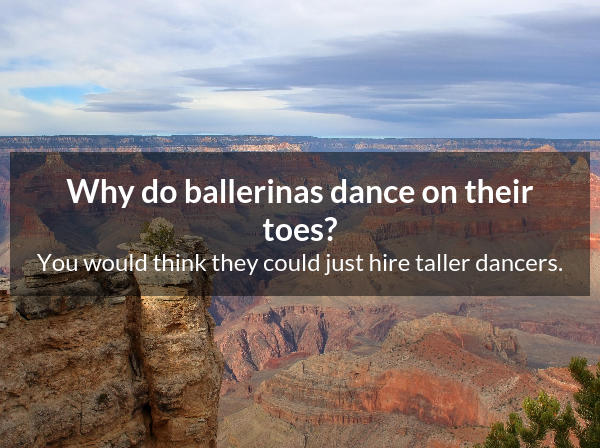 Why do ballerinas dance on their
toes?
You would think they could just hire taller dancers.